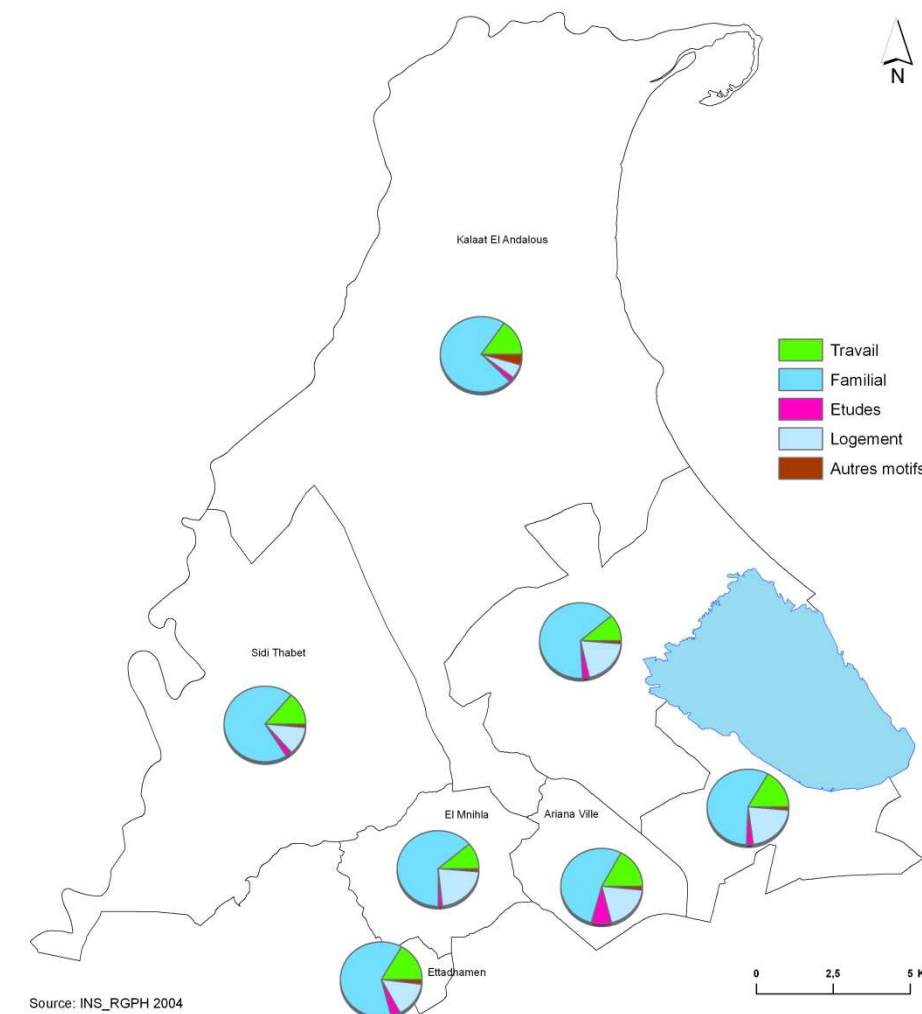 N
Kalaat El Andalous
Travail
Familial
Etudes
Logement
Autres motifs
Sidi Thabet
El Mnihla
Ariana Ville
Ettadhamen
0 2,5 5 K
Source: INS_RGPH 2004